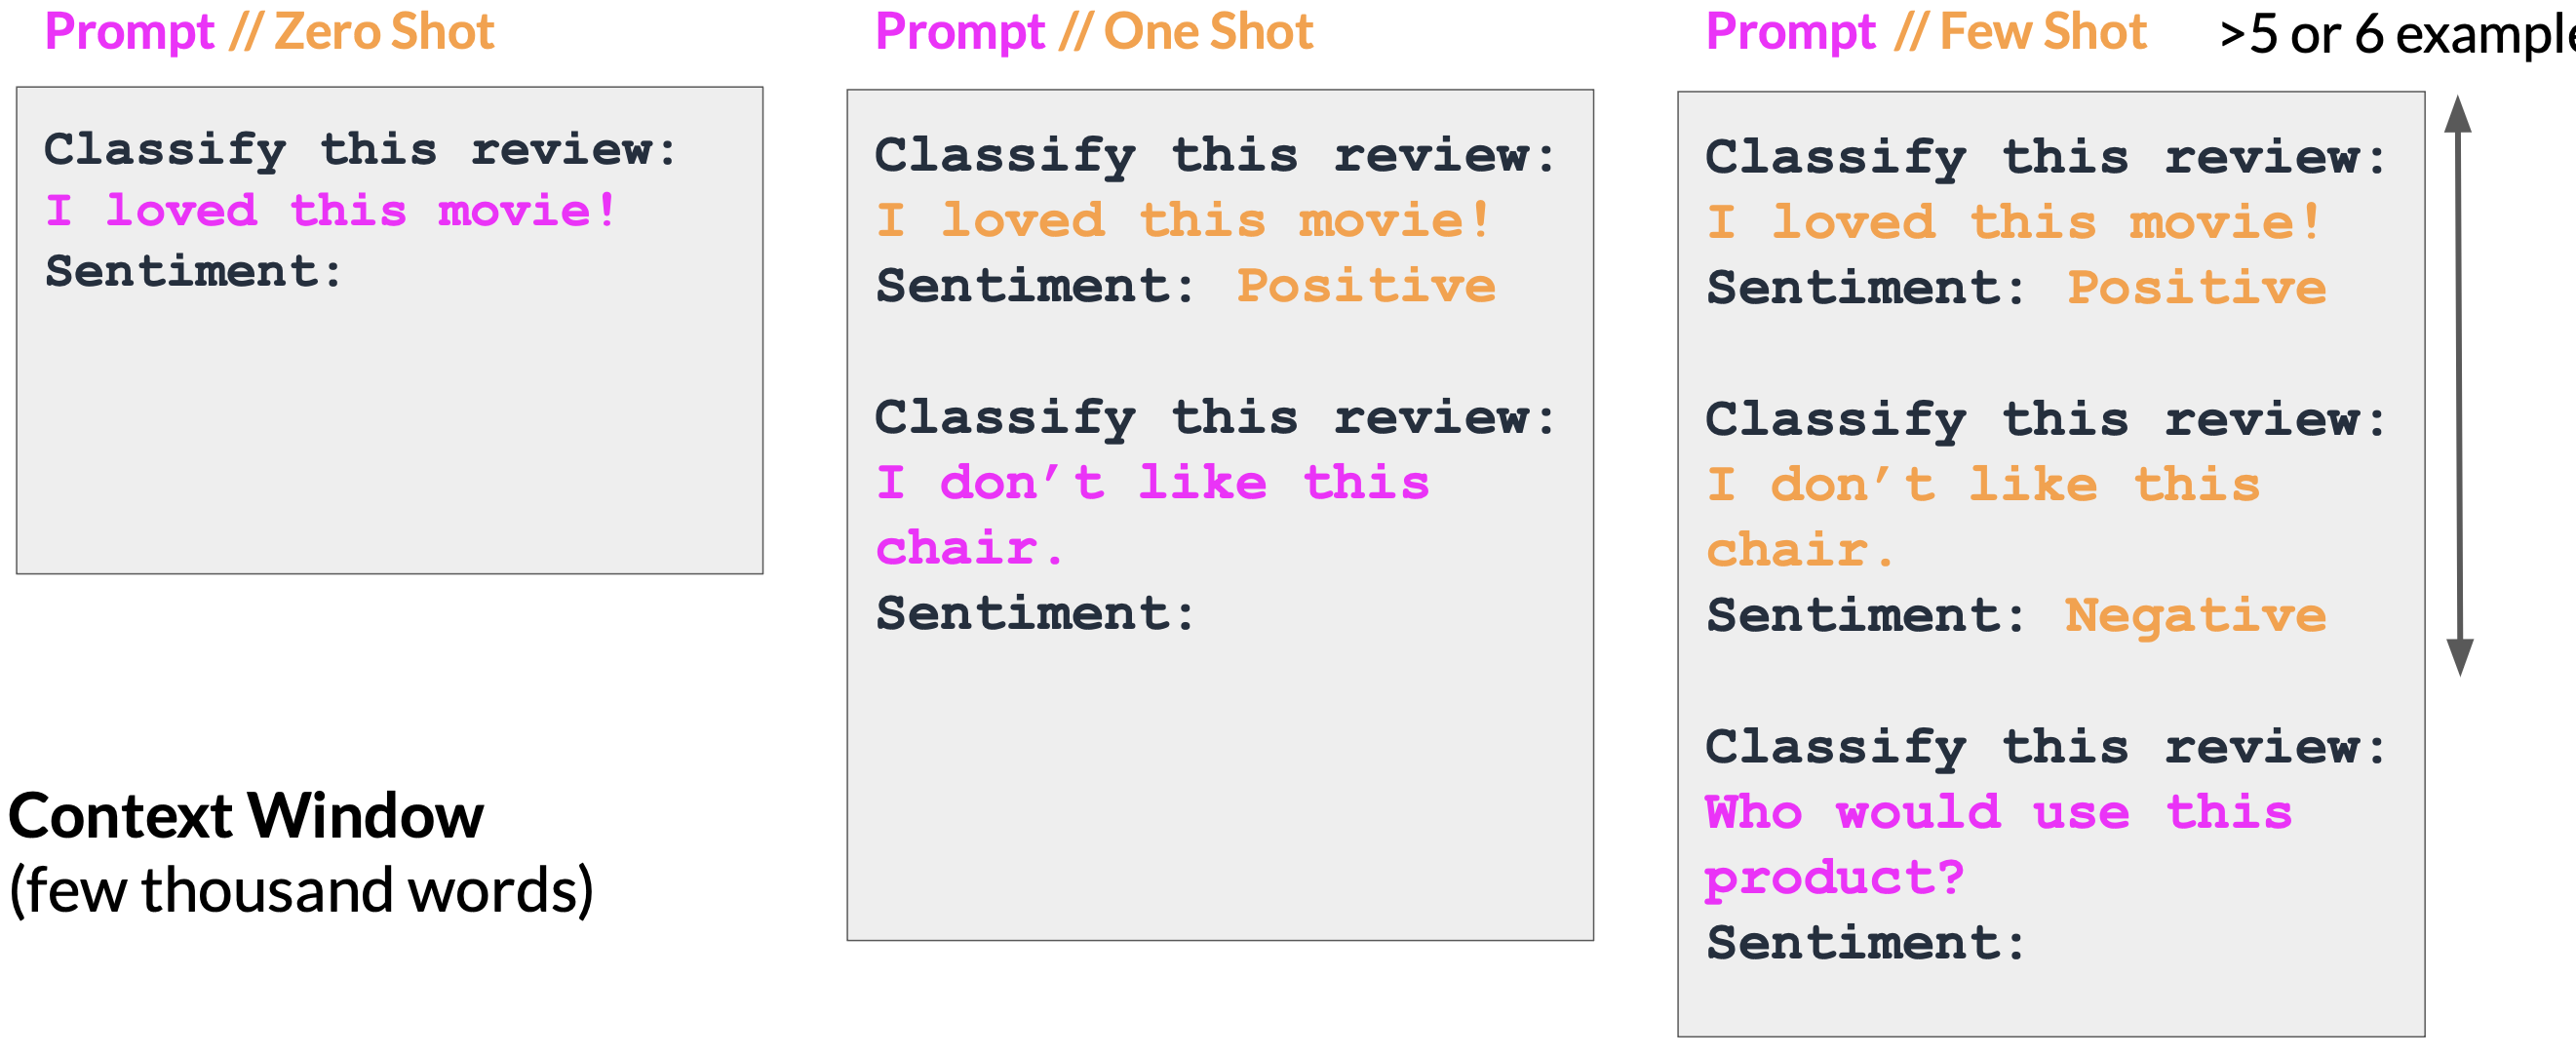 Prompt // Zero Shot
Classify this review:
I loved this movie!
Sentiment:
Context Window
(few thousand words)
Prompt // One Shot
Classify this review:
I loved this movie!
Sentiment: Positive
Classify this review:
I don’t like this
chair.
Sentiment:
Prompt // Few Shot >5 or 6 example
Classify this review:
I loved this movie!
Sentiment: Positive
Classify this review:
I don’t like this
chair.
Sentiment: Negative
Classify this review:
Who would use this
product?
Sentiment: